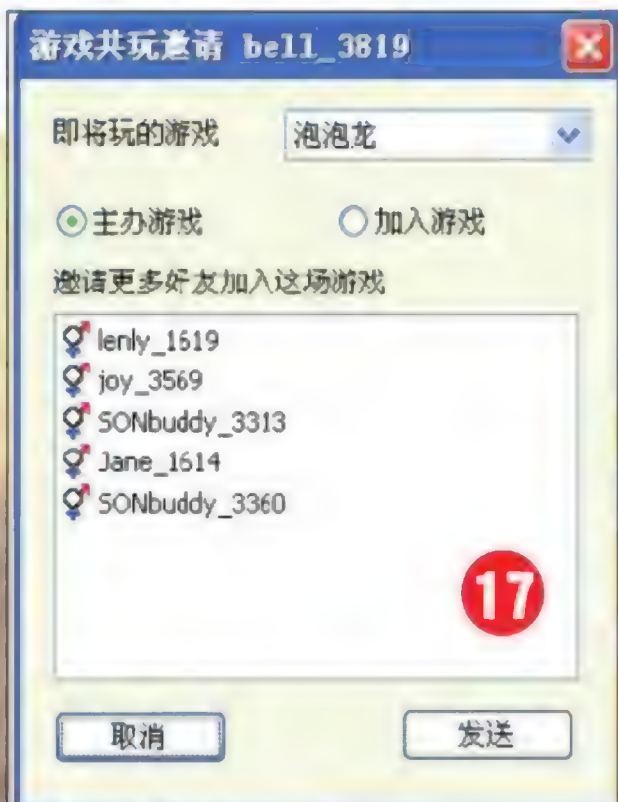 游戏共玩邀请 bell_3819
即将玩的游戏 泡泡龙
主办游戏 加入游戏
邀请更多好友加入这场游戏
lenly_1619
joy_3569
SONbuddy_3313
Jane_1614
SONbuddy_3360
17
取消 发送